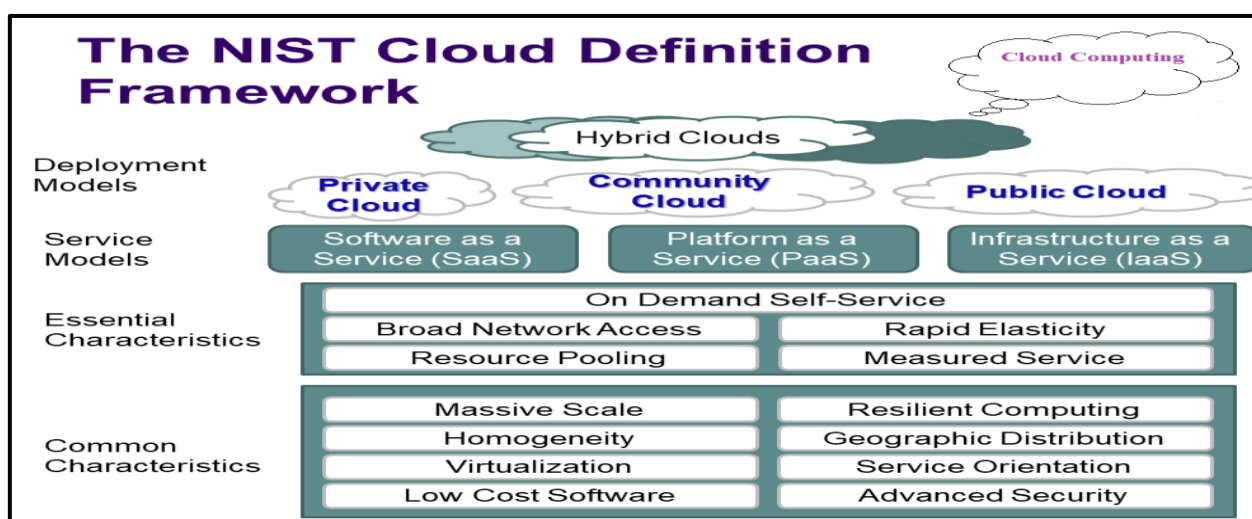 The NIST Cloud Definition
Framework
Cloud Computing
Hybrid Clouds
Deployment
Models
Private
Cloud
Community
Cloud
Public Cloud
Service
Models
Software as a
Service (SaaS)
Platform as a
Service (PaaS)
Infrastructure as a
Service (IaaS)
Essential
Characteristics
On Demand Self-Service
Broad Network Access
Rapid Elasticity
Resource Pooling
Measured Service
Common
Characteristics
Massive Scale
Resilient Computing
Homogeneity
Geographic Distribution
Virtualization
Service Orientation
Low Cost Software
Advanced Security